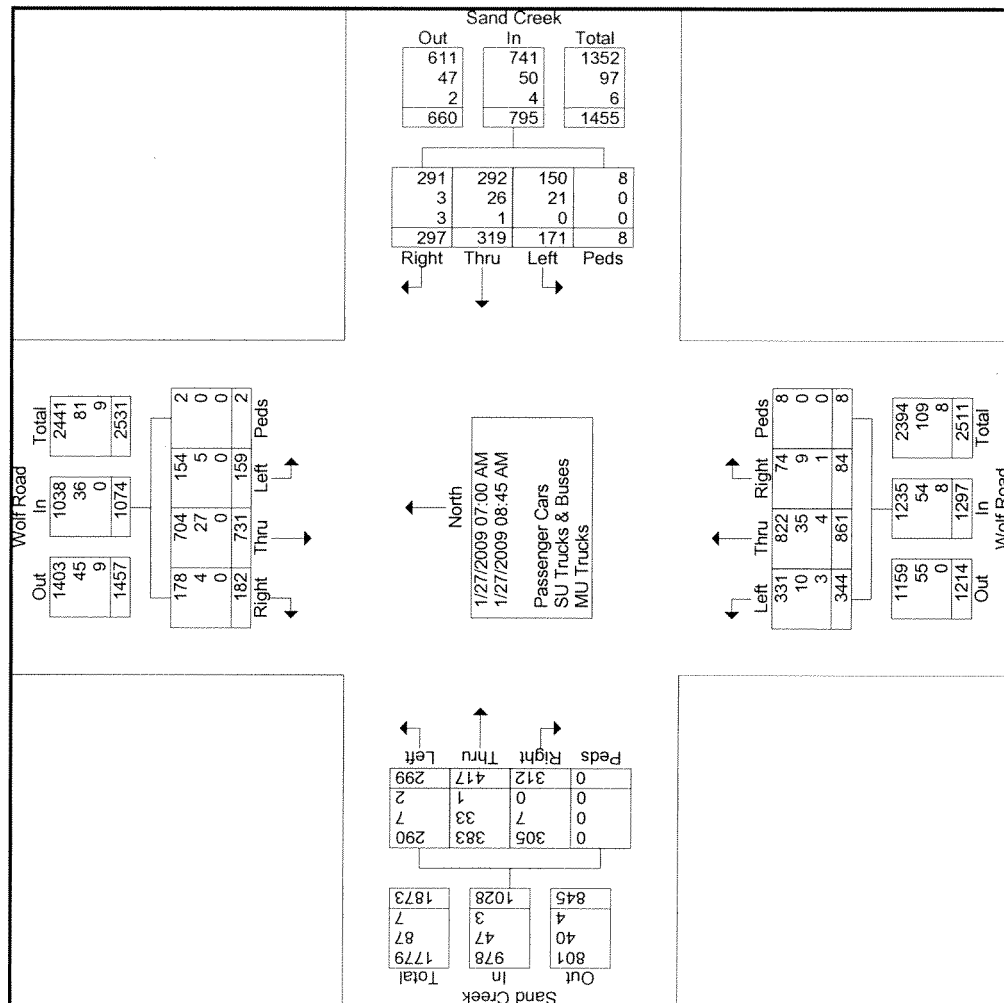 Sand Creek
Out In Total
611 741 1352
47 50 97
2 4 6
660 795 1455
291 292 150 8
3 26 21 0
3 1 0 0
297 319 171 8
Right Thru Left Peds
Wolf Road
Out In Total
1403 1038 2441
45 36 81
9 0 9
1457 1074 2531
178 704 154 2
4 27 5 0
0 0 0 0
182 731 159 2
Right Thru Left Peds
North
1/27/2009 07:00 AM
1/27/2009 08:45 AM
Passenger Cars
SU Trucks & Buses
MU Trucks
Left Thru Right Peds
331 822 74 8
10 35 9 0
3 4 1 0
344 861 84 8
1159 1235 2394
55 54 109
0 8 8
1214 1297 2511
Out In Total
Wolf Road
Peds Right Thru Left
0 312 417 299
0 0 1 2
0 7 33 7
0 305 383 290
845 1028 1873
4 3 7
40 47 87
801 978 1779
Out In Total
Sand Creek